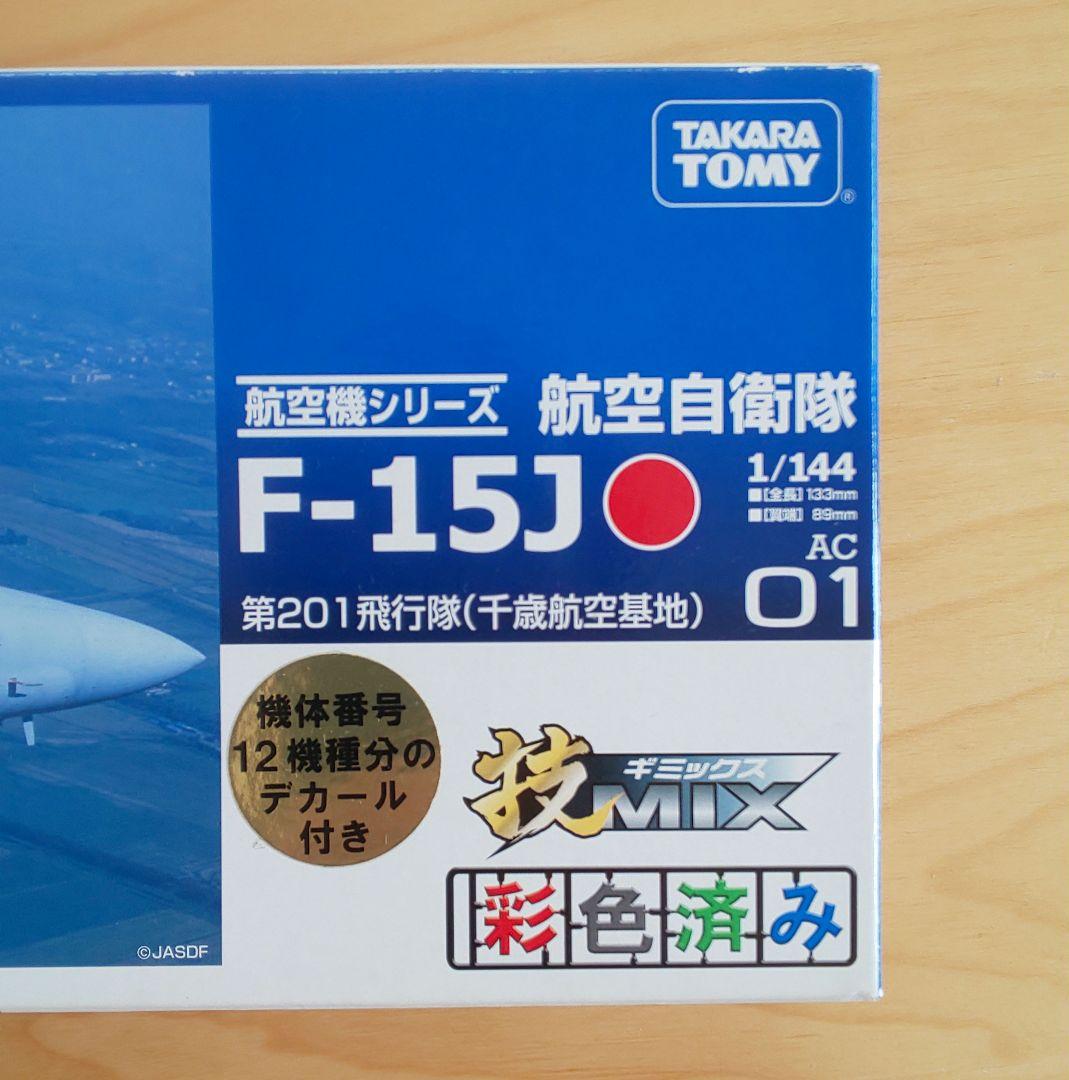 TAKARA
TOMY
®
航空機シリーズ
航空自衛隊
F-15J
1/144
■[全長]133mm
■[翼端] 89mm
AC
01
第201飛行隊(千歳航空基地)
機体番号
12機種分の
デカール
付き
技MIX
ギミックス
彩色済み
©JASDF